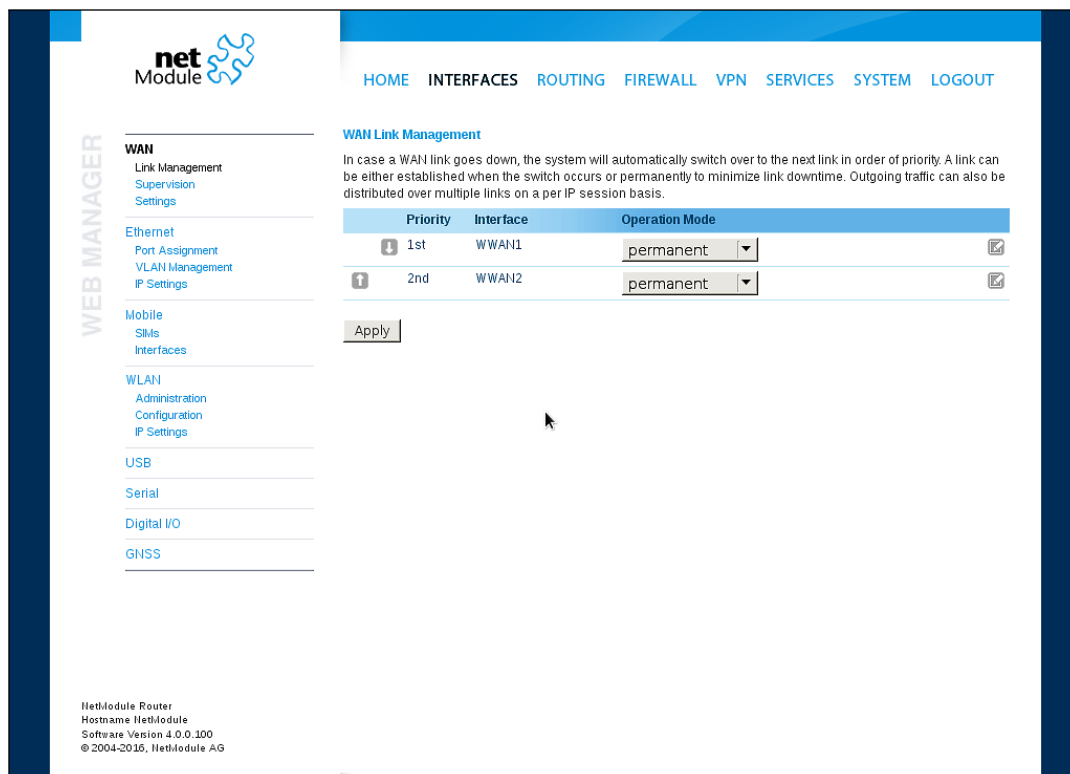 net
Module
HOME INTERFACES ROUTING FIREWALL VPN SERVICES SYSTEM LOGOUT
WEB MANAGER
WAN
Link Management
Supervision
Settings
Ethernet
Port Assignment
VLAN Management
IP Settings
Mobile
SIMs
Interfaces
WLAN
Administration
Configuration
IP Settings
USB
Serial
Digital I/O
GNSS
WAN Link Management
In case a WAN link goes down, the system will automatically switch over to the next link in order of priority. A link can
be either established when the switch occurs or permanently to minimize link downtime. Outgoing traffic can also be
distributed over multiple links on a per IP session basis.
Priority Interface Operation Mode
1st WWAN1 permanent
2nd WWAN2 permanent
Apply
NetModule Router
Hostname NetModule
Software Version 4.0.0.100
© 2004-2016, NetModule AG